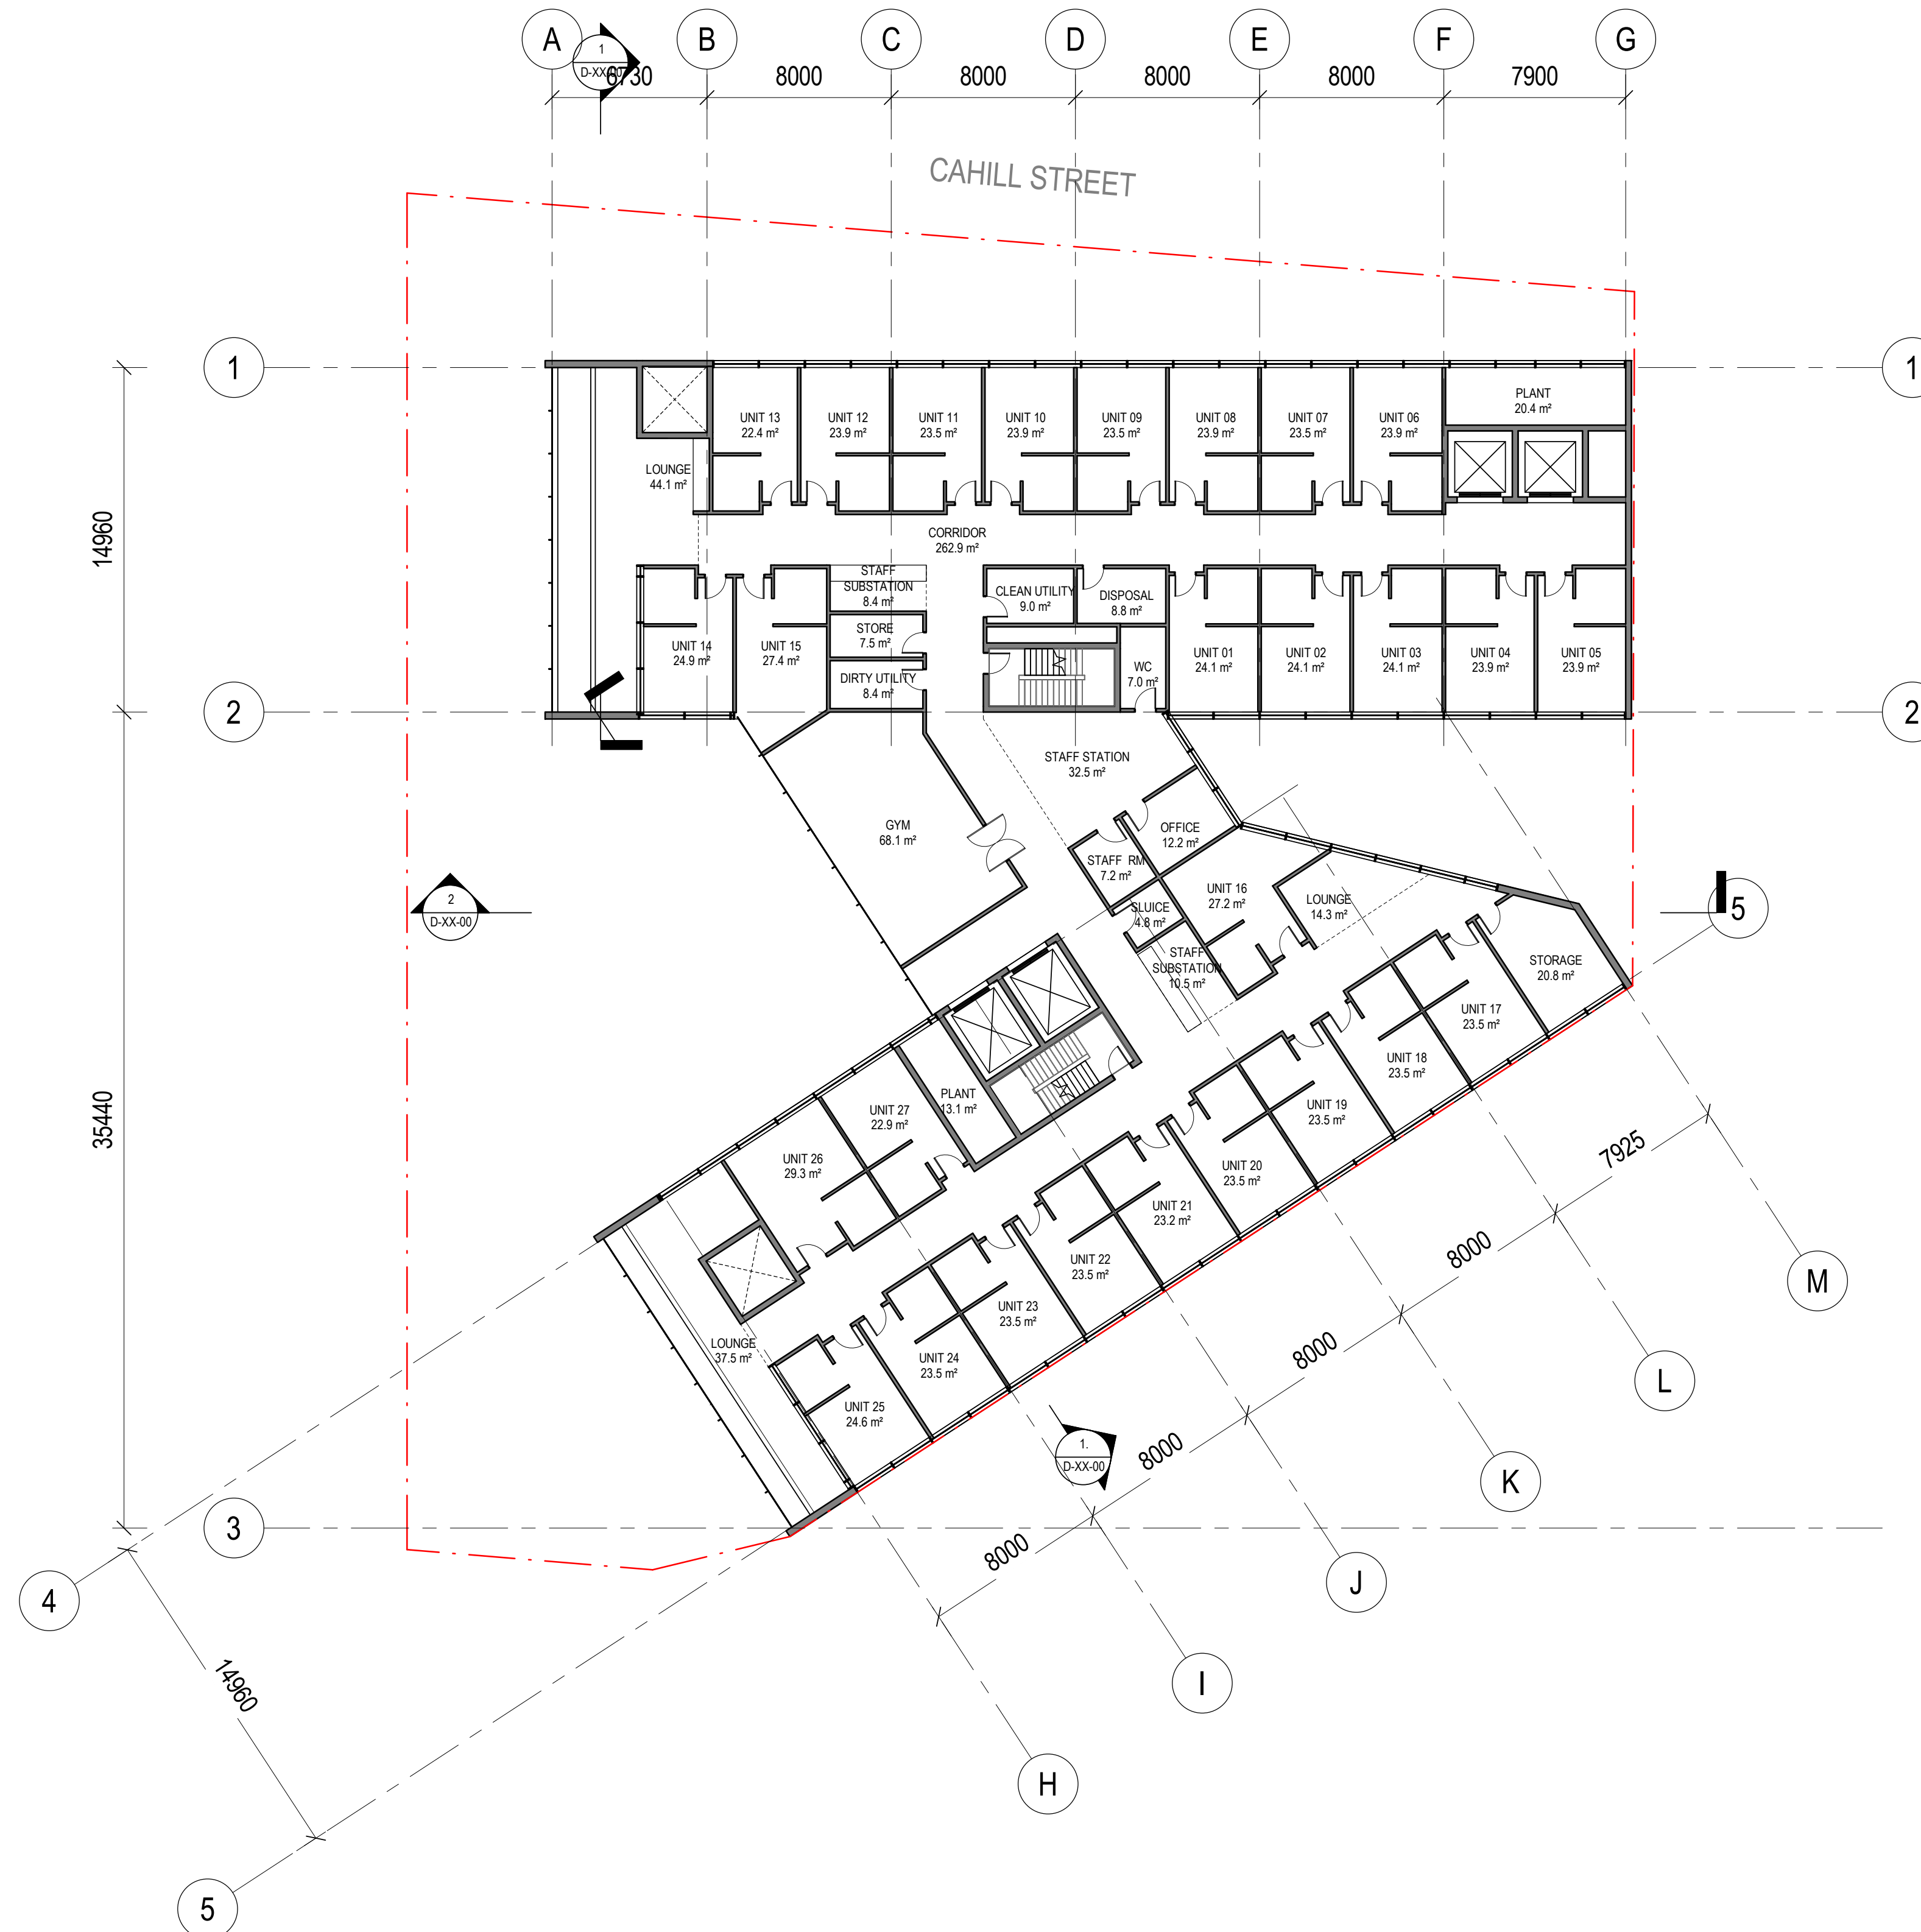 A
B
C
D
E
F
G
1
D-XX-00
6730
8000
8000
8000
8000
7900
CAHILL STREET
1
1
PLANT
20.4 m²
UNIT 13
22.4 m²
UNIT 12
23.9 m²
UNIT 11
23.5 m²
UNIT 10
23.9 m²
UNIT 09
23.5 m²
UNIT 08
23.9 m²
UNIT 07
23.5 m²
UNIT 06
23.9 m²
LOUNGE
44.1 m²
14960
CORRIDOR
262.9 m²
STAFF
SUBSTATION
8.4 m²
CLEAN UTILITY
9.0 m²
DISPOSAL
8.8 m²
STORE
7.5 m²
UNIT 14
24.9 m²
UNIT 15
27.4 m²
DIRTY UTILITY
8.4 m²
WC
7.0 m²
UNIT 01
24.1 m²
UNIT 02
24.1 m²
UNIT 03
24.1 m²
UNIT 04
23.9 m²
UNIT 05
23.9 m²
2
2
STAFF STATION
32.5 m²
GYM
68.1 m²
OFFICE
12.2 m²
STAFF RM
7.2 m²
UNIT 16
27.2 m²
LOUNGE
14.3 m²
SLUICE
4.8 m²
2
D-XX-00
5
STAFF
SUBSTATION
10.5 m²
STORAGE
20.8 m²
UNIT 17
23.5 m²
UNIT 18
23.5 m²
PLANT
13.1 m²
UNIT 27
22.9 m²
UNIT 19
23.5 m²
35440
UNIT 26
29.3 m²
UNIT 20
23.5 m²
7925
UNIT 21
23.2 m²
UNIT 22
23.5 m²
8000
M
UNIT 23
23.5 m²
LOUNGE
37.5 m²
UNIT 24
23.5 m²
8000
L
UNIT 25
24.6 m²
1.
D-XX-00
8000
K
3
8000
J
4
14960
I
H
5